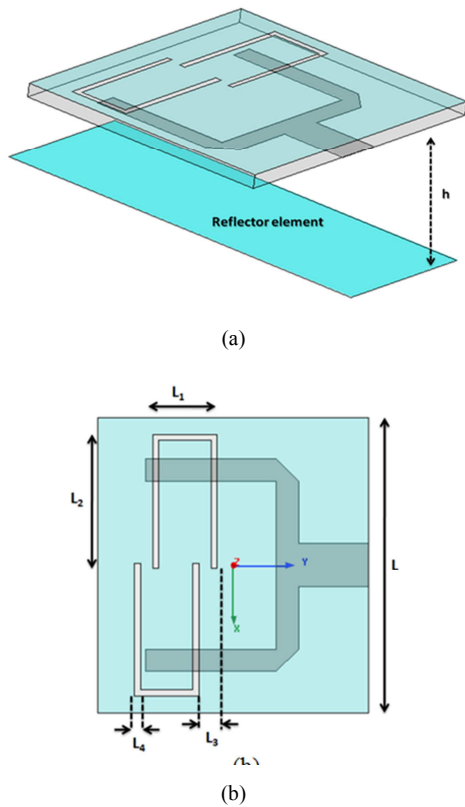 h
Reflector element
(a)
L₁
L₂
L
Z
Y
X
L₄
L₃
(b)
(b)